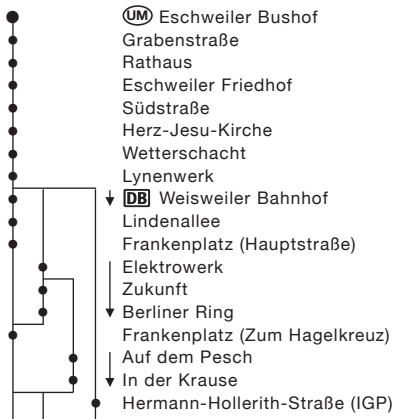 UM Eschweiler Bushof
Grabenstraße
Rathaus
Eschweiler Friedhof
Südstraße
Herz-Jesu-Kirche
Wetterschacht
Lynenwerk
DB Weisweiler Bahnhof
Lindenallee
Frankenplatz (Hauptstraße)
Elektrowerk
Zukunft
Berliner Ring
Frankenplatz (Zum Hagelkreuz)
Auf dem Pesch
In der Krause
Hermann-Hollerith-Straße (IGP)